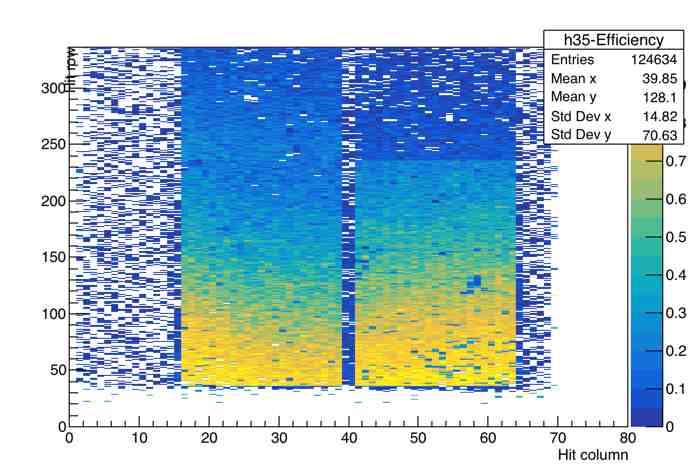 h35-Efficiency
Entries 124634
Mean x 39.85
Mean y 128.1
Std Dev x 14.82
Std Dev y 70.63
Hit row
300
250
200
150
100
50
0
0 10 20 30 40 50 60 70 80
Hit column
0.7
0.6
0.5
0.4
0.3
0.2
0.1
0